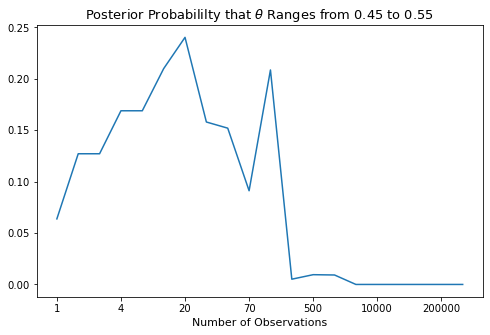 Posterior Probabililty that θ Ranges from 0.45 to 0.55
0.25
0.20
0.15
0.10
0.05
0.00
1 4 20 70 500 10000 200000
Number of Observations